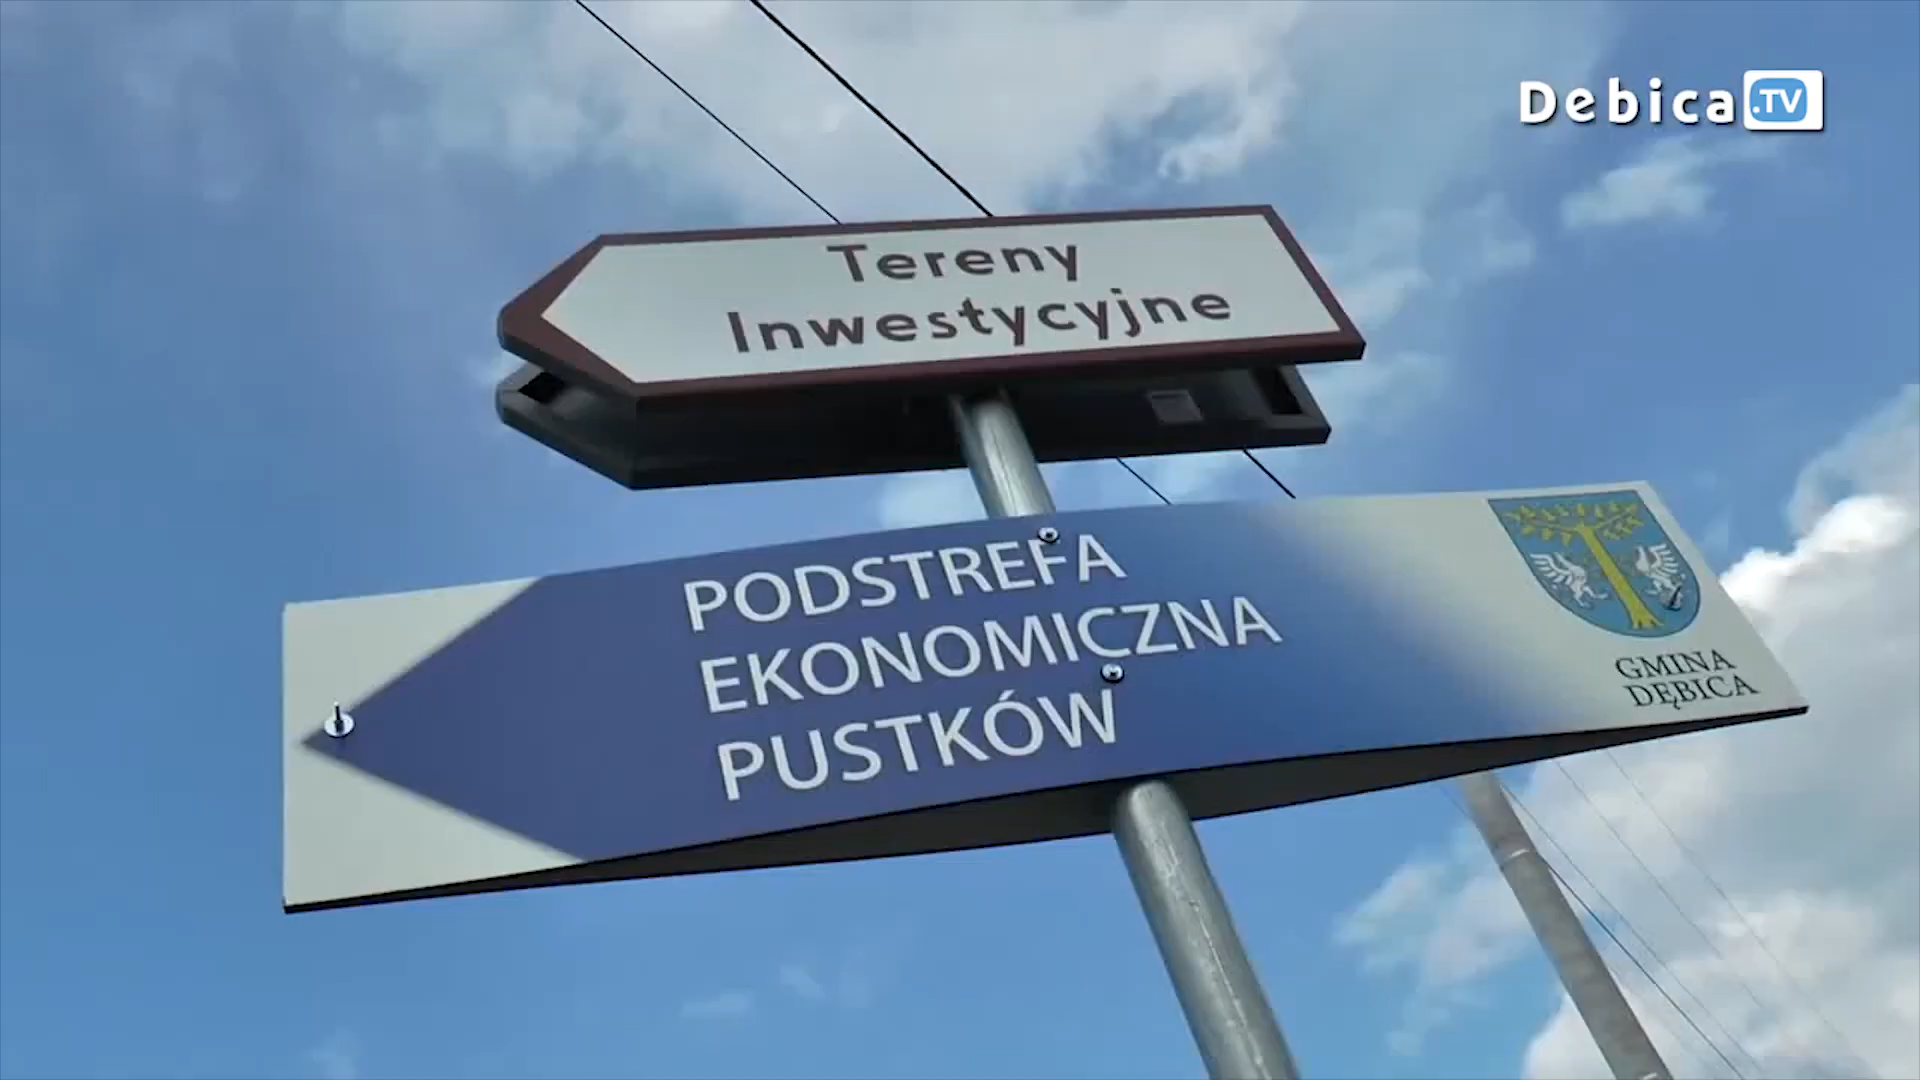 Debica.TV
Tereny
Inwestycyjne
PODSTREFA
EKONOMICZNA
PUSTKÓW
GMINA
DĘBICA